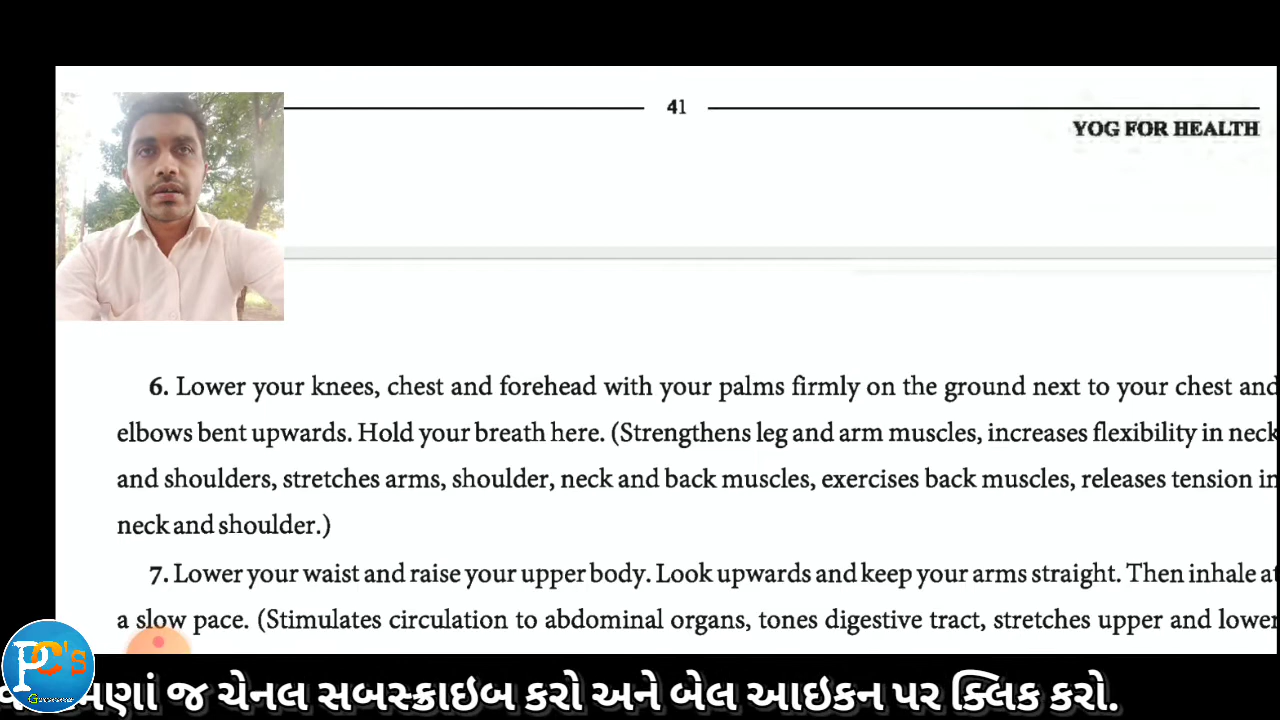 41
YOG FOR HEALTH
6. Lower your knees, chest and forehead with your palms firmly on the ground next to your chest and
elbows bent upwards. Hold your breath here. (Strengthens leg and arm muscles, increases flexibility in neck
and shoulders, stretches arms, shoulder, neck and back muscles, exercises back muscles, releases tension in
neck and shoulder.)
7. Lower your waist and raise your upper body. Look upwards and keep your arms straight. Then inhale at
a slow pace. (Stimulates circulation to abdominal organs, tones digestive tract, stretches upper and lower
PC's
જ ચેનલ સબસ્ક્રાઇબ કરો અને બેલ આઇકન પર ક્લિક કરો.